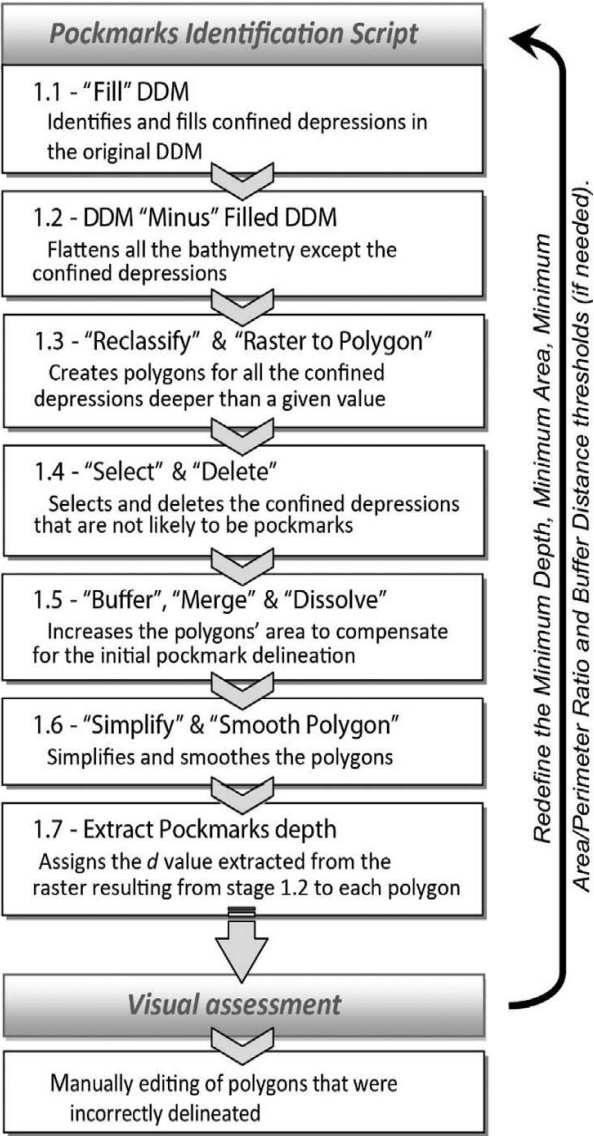 Pockmarks Identification Script
1.1 - “Fill” DDM
Identifies and fills confined depressions in
the original DDM
1.2 - DDM “Minus” Filled DDM
Flattens all the bathymetry except the
confined depressions
1.3 - “Reclassify” & “Raster to Polygon”
Creates polygons for all the confined
depressions deeper than a given value
1.4 - “Select” & “Delete”
Selects and deletes the confined depressions
that are not likely to be pockmarks
1.5 - “Buffer”, “Merge” & “Dissolve”
Increases the polygons’ area to compensate
for the initial pockmark delineation
1.6 - “Simplify” & “Smooth Polygon”
Simplifies and smoothes the polygons
1.7 - Extract Pockmarks depth
Assigns the d value extracted from the
raster resulting from stage 1.2 to each polygon
Visual assessment
Manually editing of polygons that were
incorrectly delineated
Redefine the Minimum Depth, Minimum Area, Minimum
Area/Perimeter Ratio and Buffer Distance thresholds (if needed).